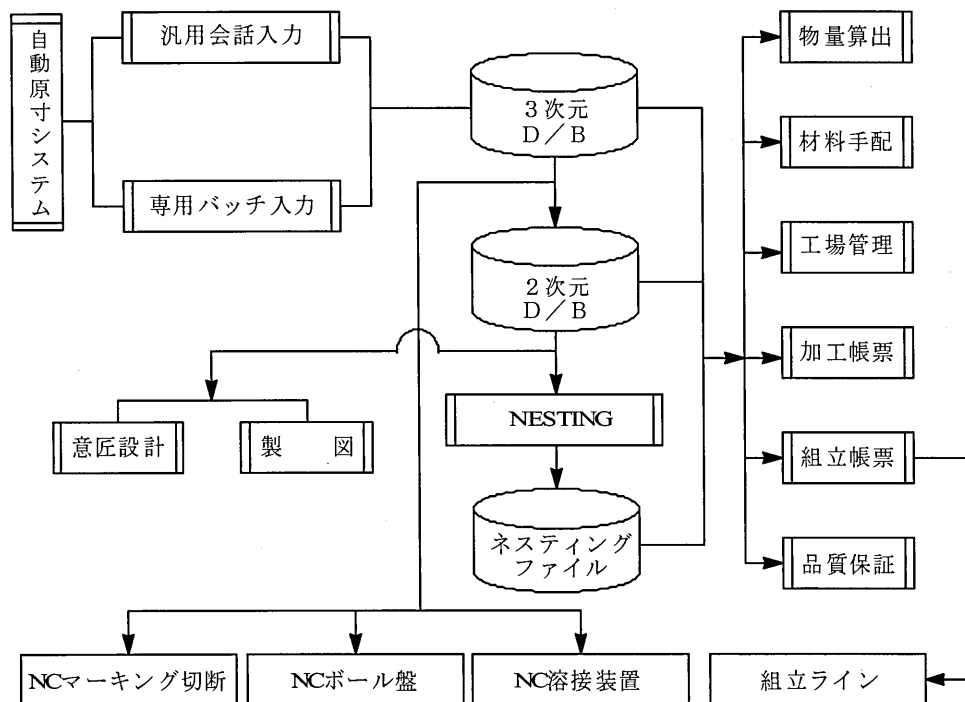 自動原寸システム
汎用会話入力
専用バッチ入力
3次元
D/B
2次元
D/B
NESTING
ネスティング
ファイル
意匠設計
製 図
物量算出
材料手配
工場管理
加工帳票
組立帳票
品質保証
NCマーキング切断
NCボール盤
NC溶接装置
組立ライン